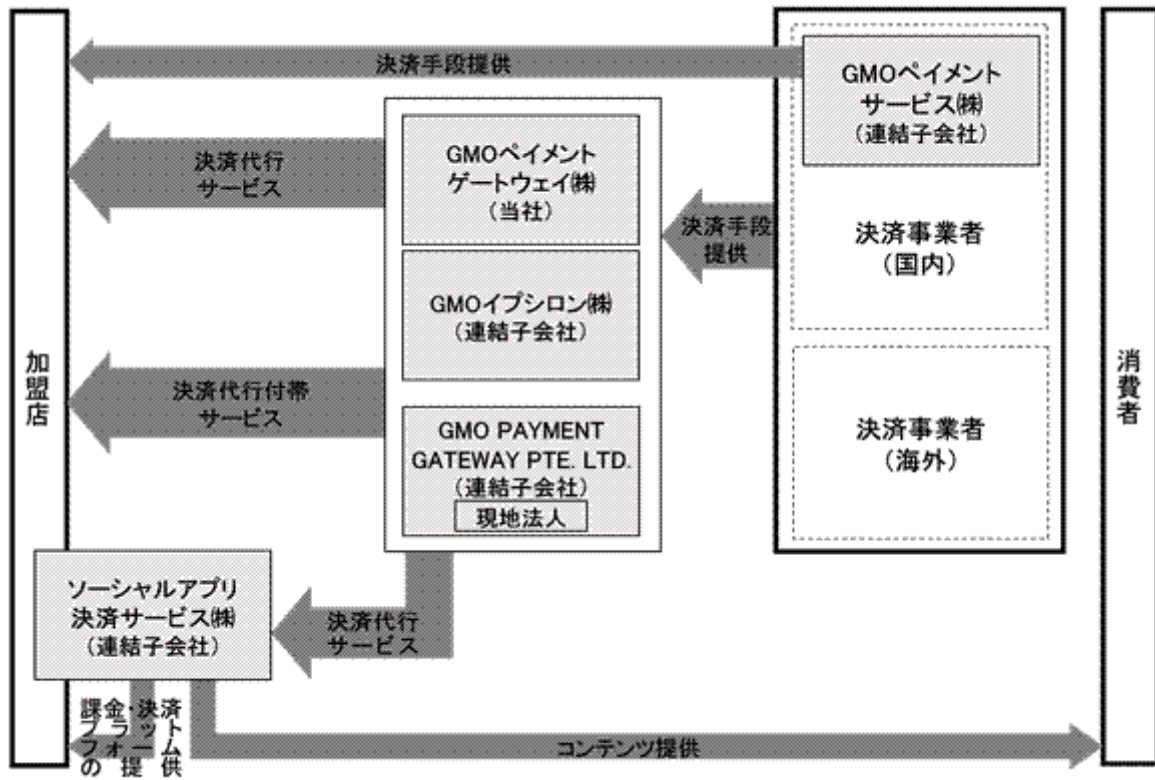 決済手段提供
GMOペイメント
サービス㈱
(連結子会社)
決済代行
サービス
GMOペイメント
ゲートウェイ㈱
(当社)
決済手段
提供
決済事業者
(国内)
GMOイプシロン㈱
(連結子会社)
加盟店
消費者
決済代行付帯
サービス
GMO PAYMENT
GATEWAY PTE. LTD.
(連結子会社)
現地法人
決済事業者
(海外)
ソーシャルアプリ
決済サービス㈱
(連結子会社)
決済代行
サービス
課金・決済
プラット
フォーム
の提供
コンテンツ提供